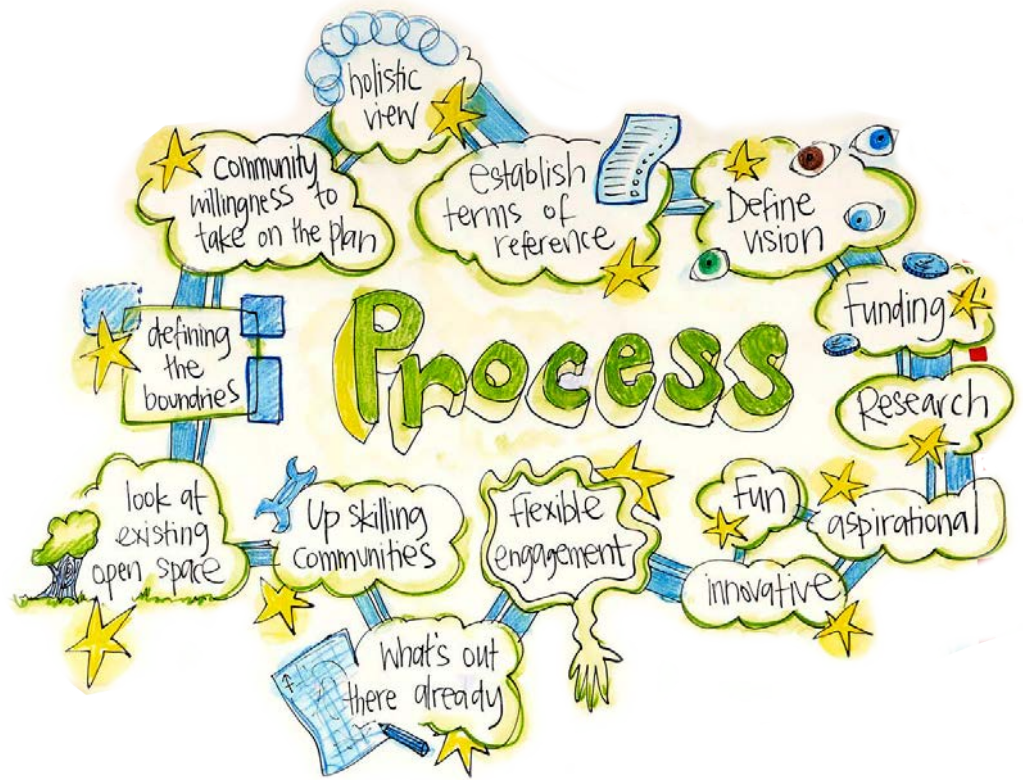 holistic
view
community
willingness to
take on the plan
establish
terms of
reference
Define
vision
Funding
defining
the
boundries
Process
Research
look at
existing
open space
Up skilling
communities
flexible
engagement
Fun
aspirational
innovative
What's out
there already